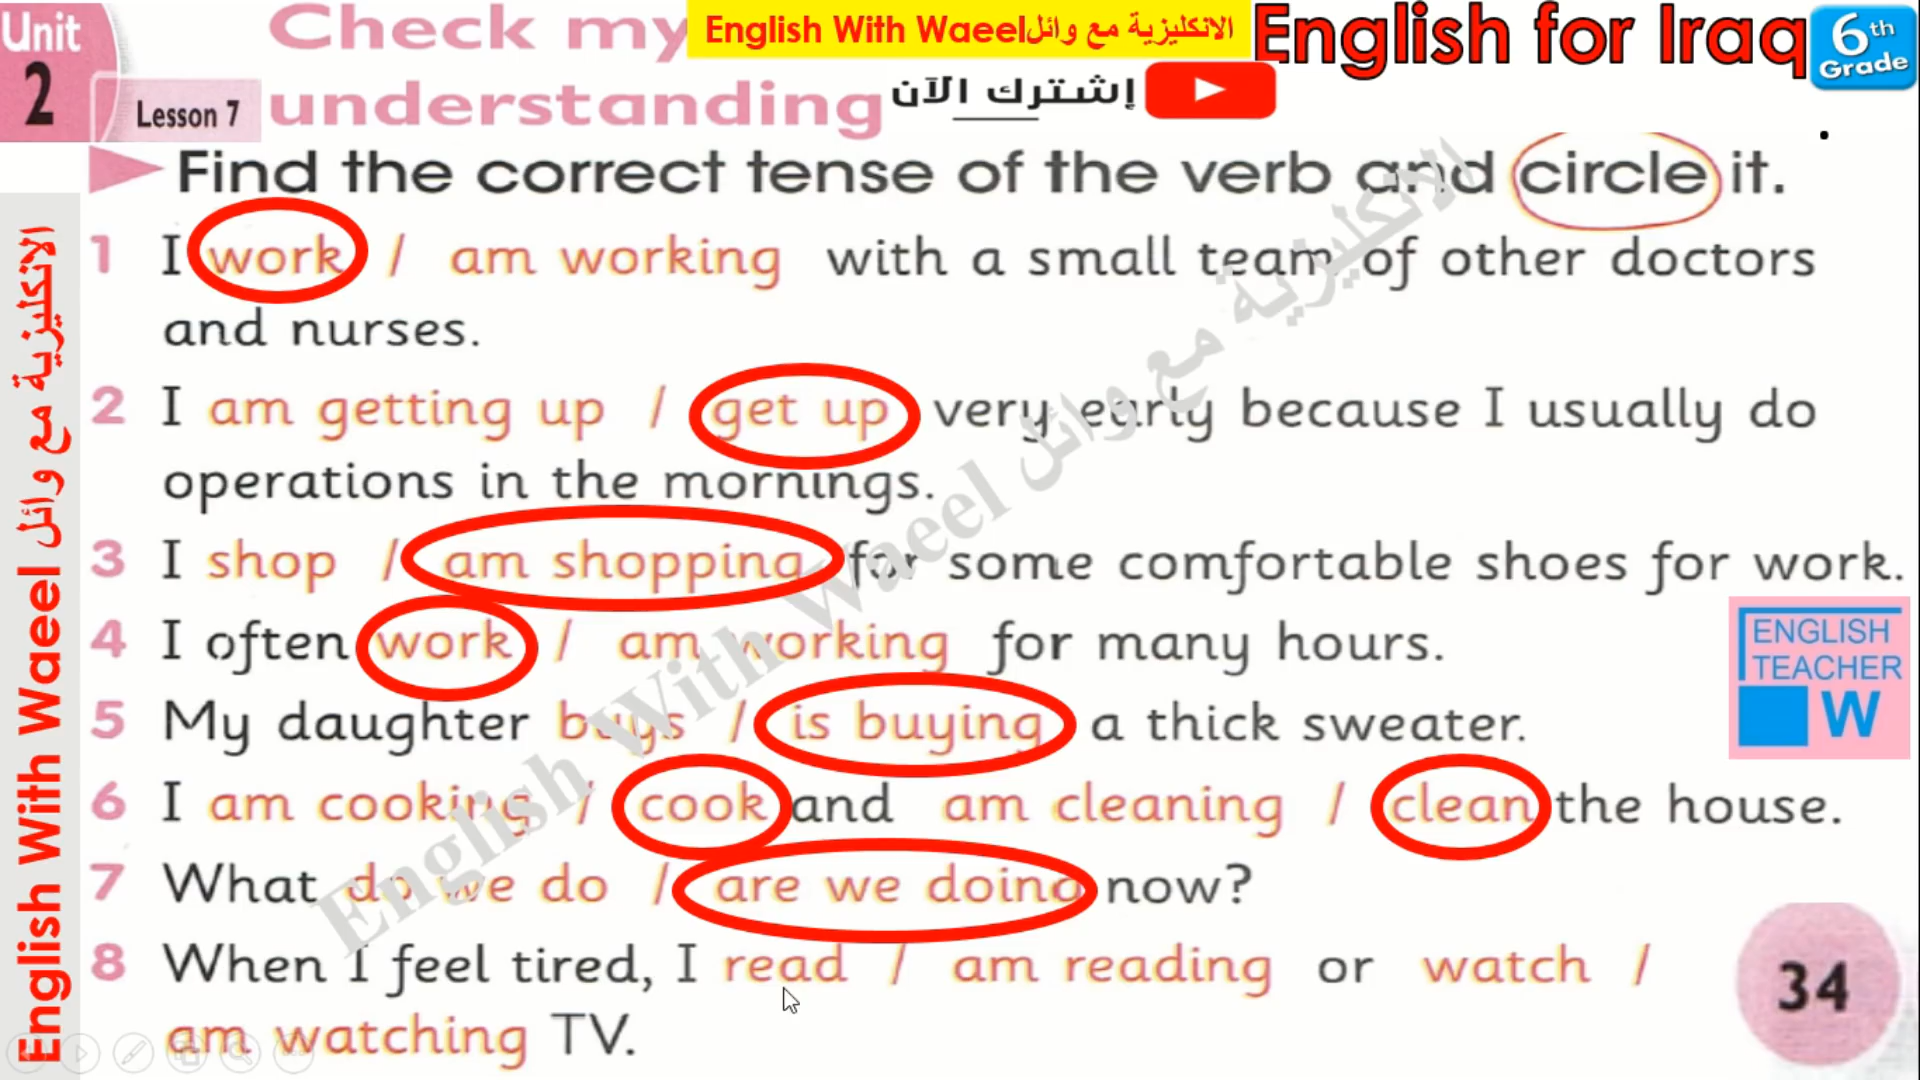 Unit
2
Lesson 7
Check my
understanding
English With Waeel الانكليزية مع وائل
إشترك الآن
English for Iraq
6th
Grade
Find the correct tense of the verb and circle it.
1 I work / am working with a small team of other doctors
and nurses.
2 I am getting up / get up very early because I usually do
operations in the mornings.
3 I shop / am shopping for some comfortable shoes for work.
4 I often work / am working for many hours.
5 My daughter buys / is buying a thick sweater.
6 I am cooking / cook and am cleaning / clean the house.
7 What do we do / are we doing now?
8 When I feel tired, I read / am reading or watch /
am watching TV.
English With Waeel الانكليزية مع وائل
English With Waeel الانكليزية مع وائل
ENGLISH
TEACHER
W
34